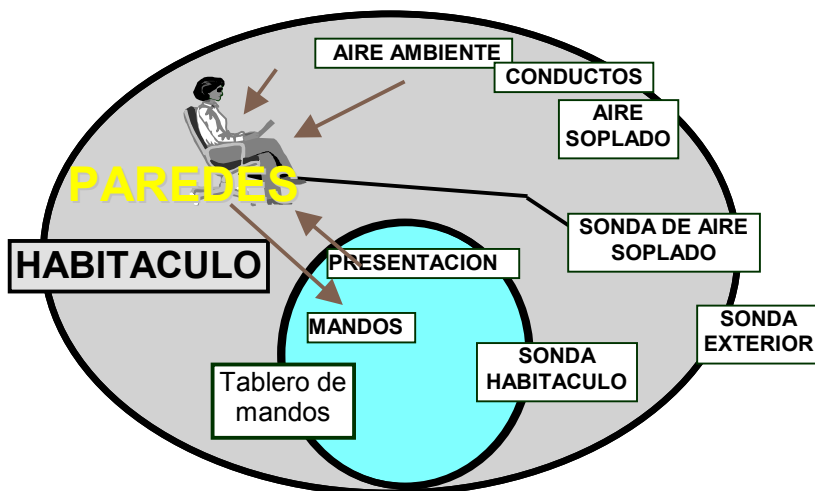 AIRE AMBIENTE
CONDUCTOS
AIRE
SOPLADO
PAREDES
SONDA DE AIRE
SOPLADO
HABITACULO
PRESENTACION
MANDOS
SONDA
EXTERIOR
SONDA
HABITACULO
Tablero de
mandos